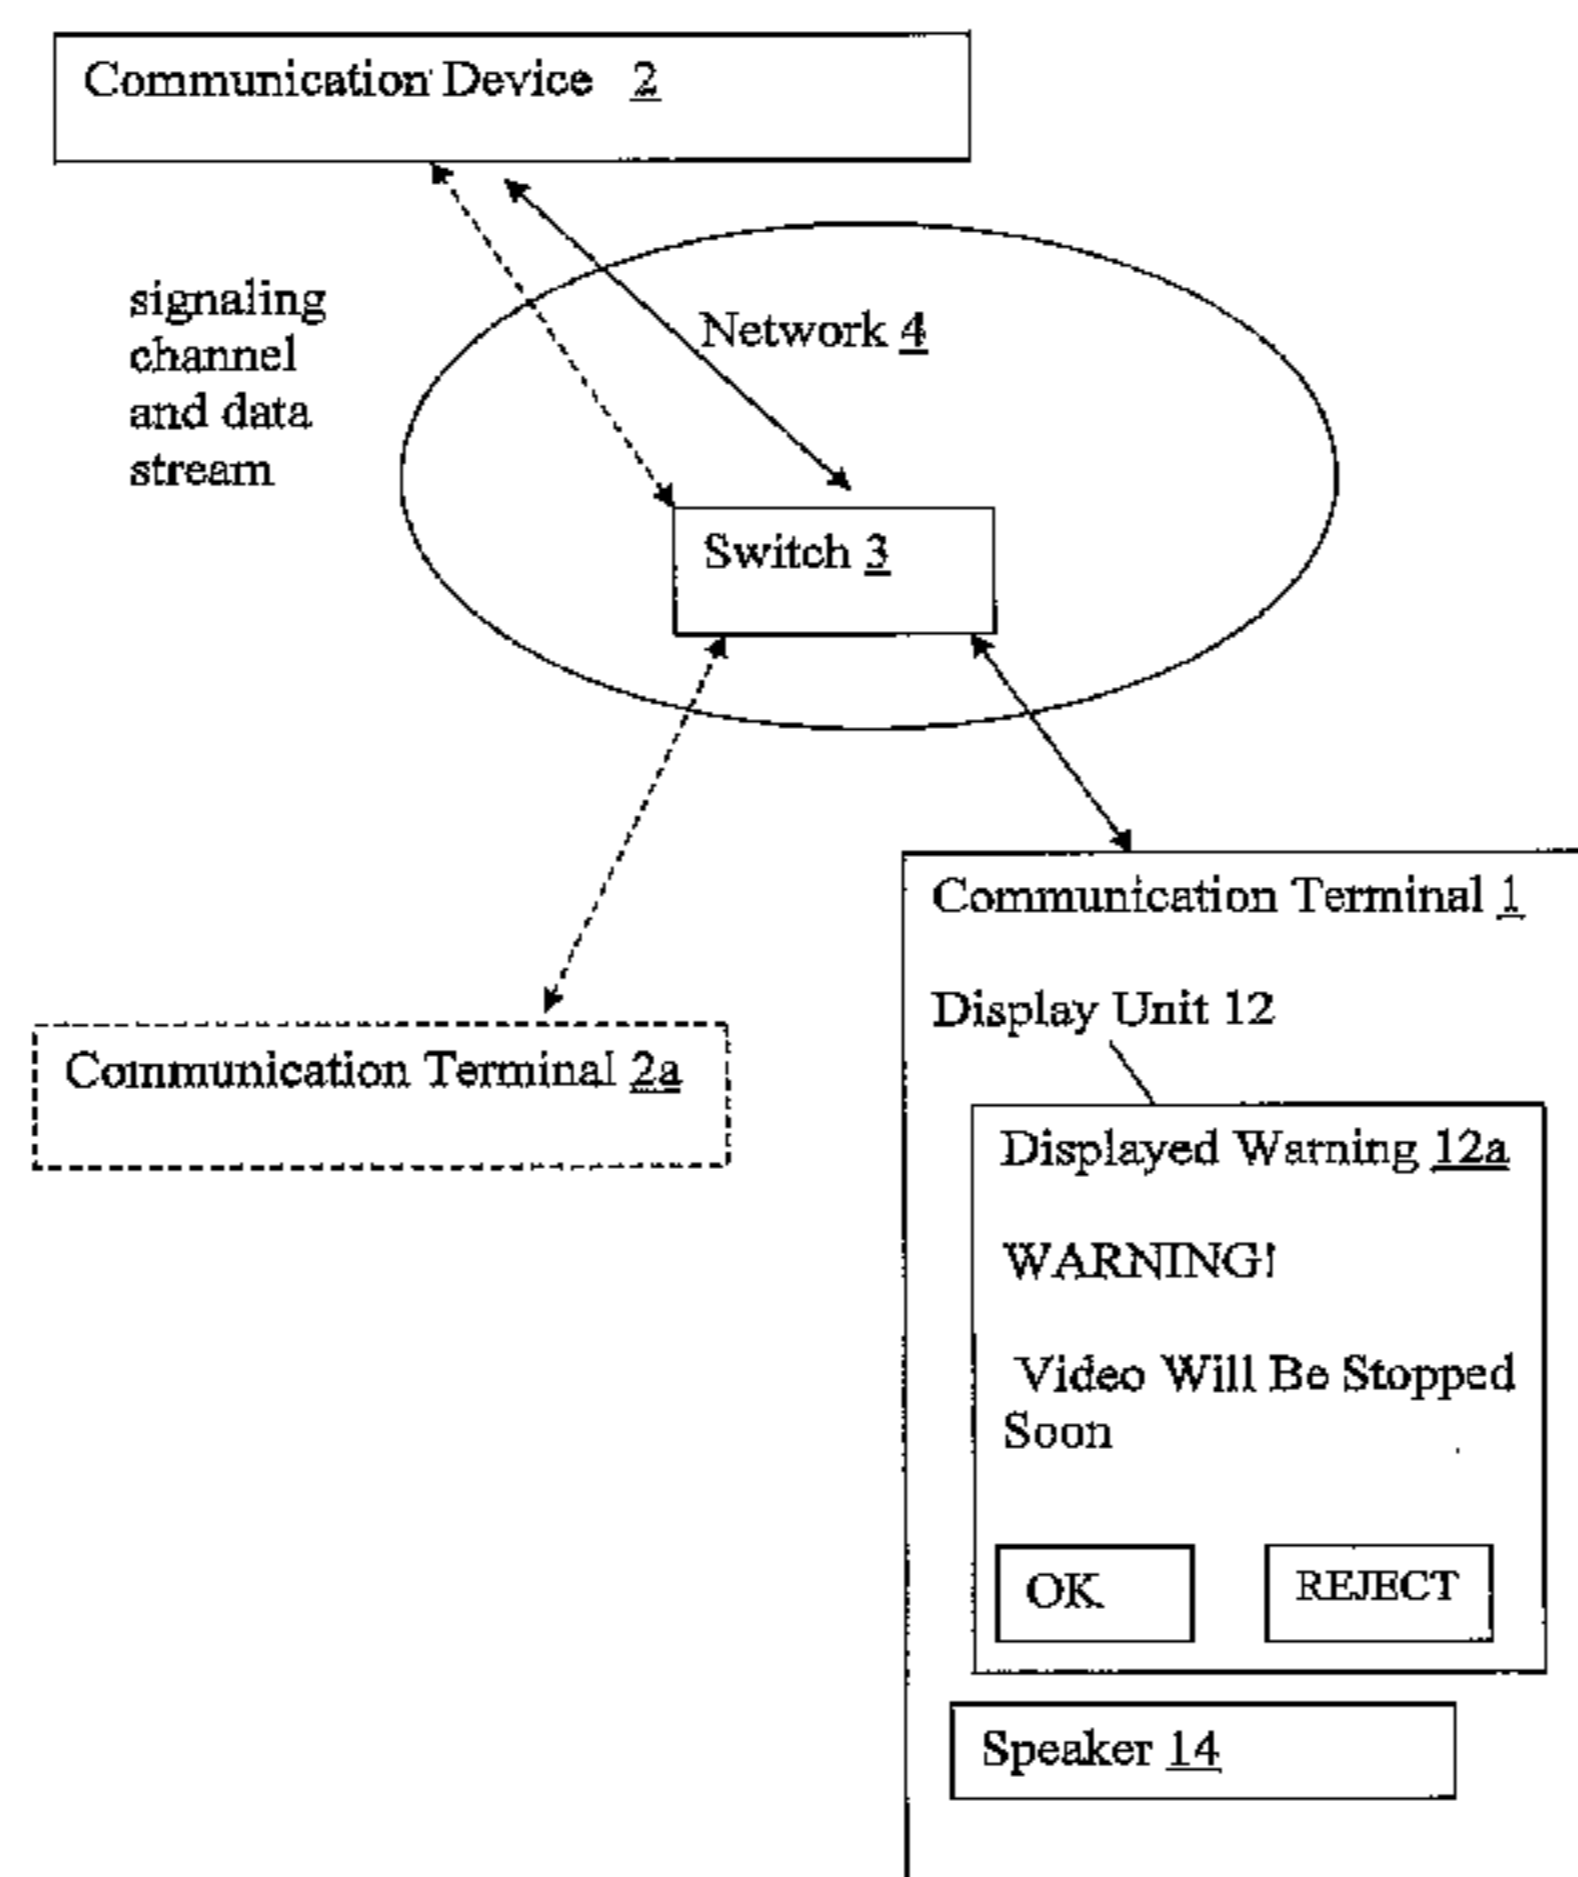 Communication Device 2
signaling
channel
and data
stream
Network 4
Switch 3
Communication Terminal 1
Display Unit 12
Communication Terminal 2a
Displayed Warning 12a
WARNING!
Video Will Be Stopped
Soon
OK
REJECT
Speaker 14